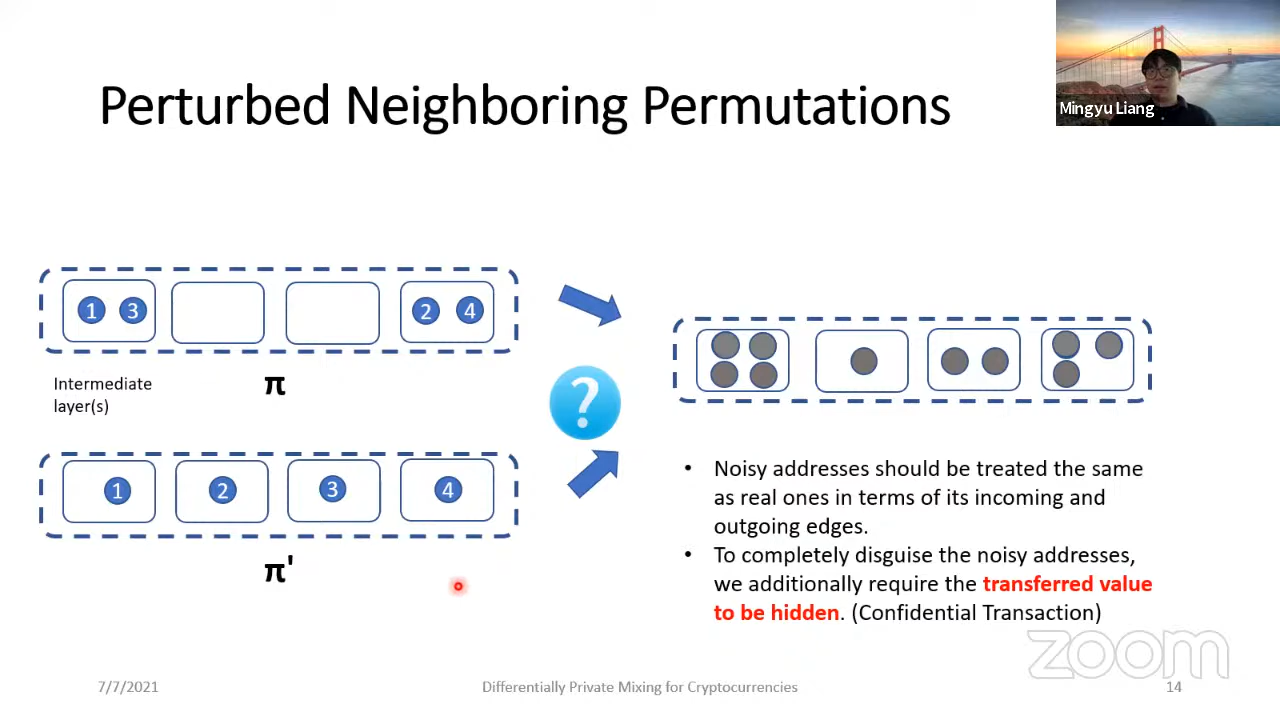 Perturbed Neighboring Permutations
Mingyu Liang
1 3 2 4
Intermediate
layer(s)
π
?
1 2 3 4
π'
• Noisy addresses should be treated the same
as real ones in terms of its incoming and
outgoing edges.
• To completely disguise the noisy addresses,
we additionally require the transferred value
to be hidden. (Confidential Transaction)
zoom
7/7/2021
Differentially Private Mixing for Cryptocurrencies
14